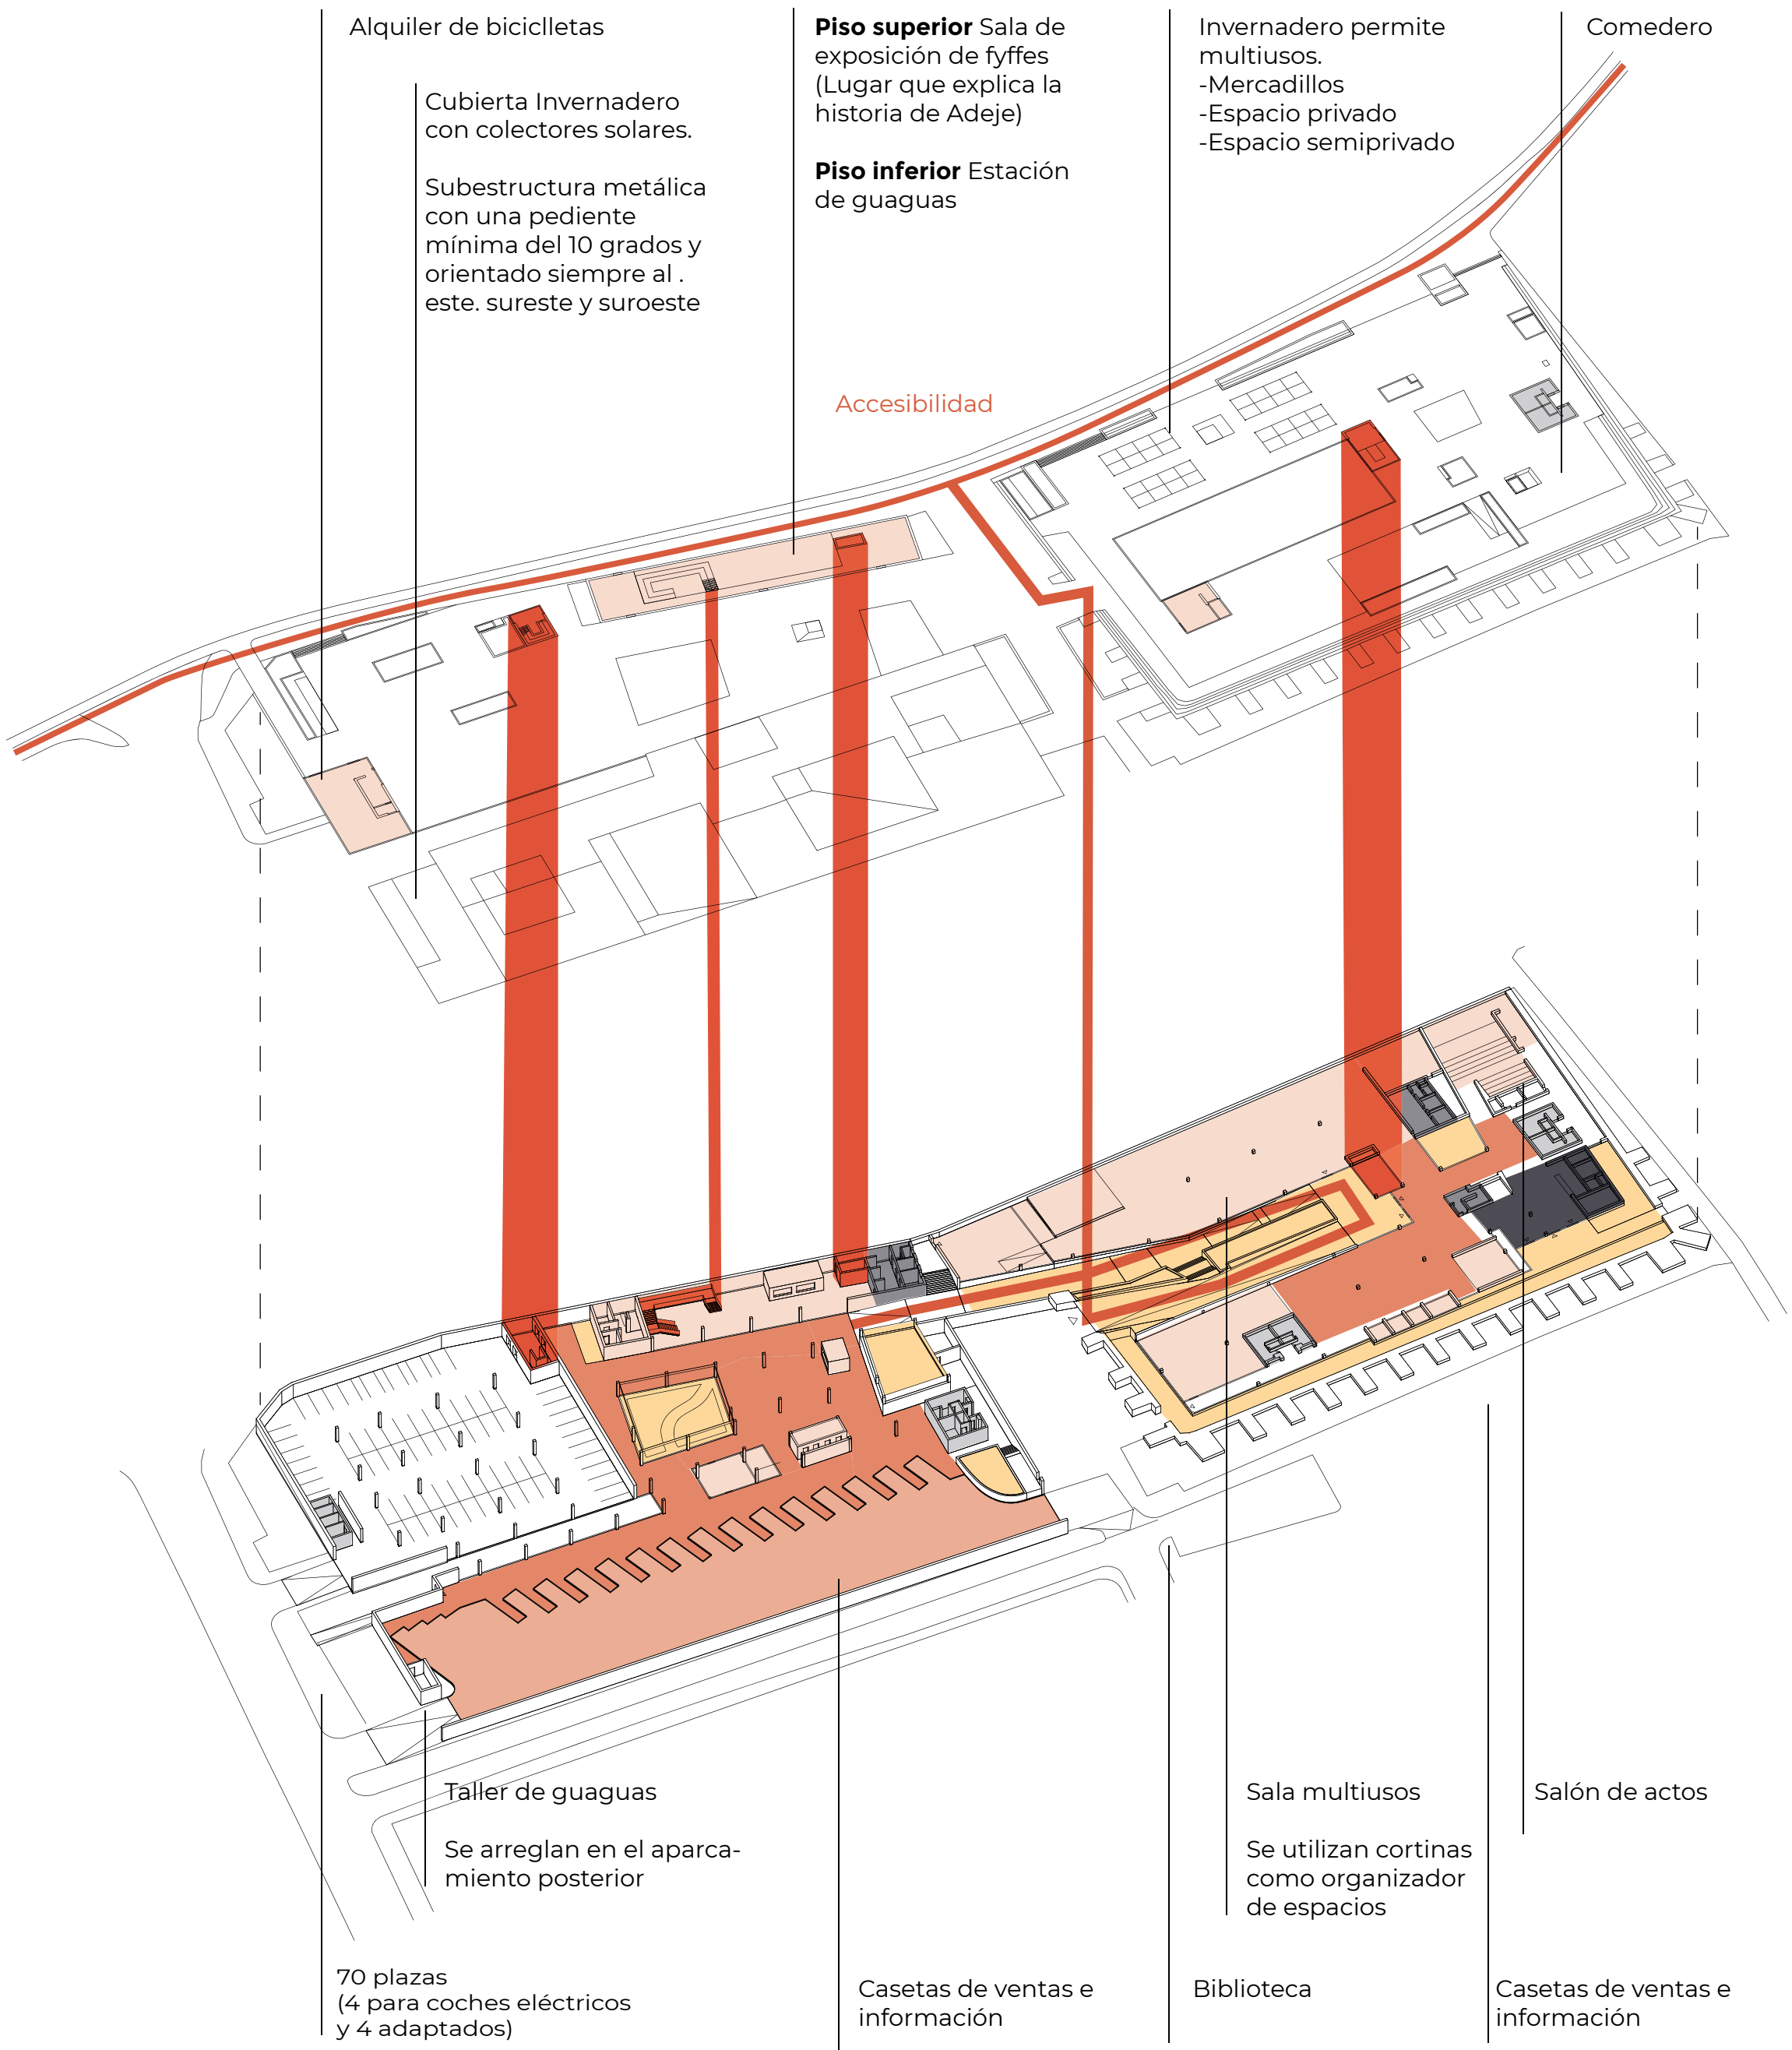 Alquiler de biciclletas
Cubierta Invernadero
con colectores solares.
Subestructura metálica
con una pediente
mínima del 10 grados y
orientado siempre al .
este. sureste y suroeste
Piso superior Sala de
exposición de fyffes
(Lugar que explica la
historia de Adeje)
Piso inferior Estación
de guaguas
Invernadero permite
multiusos.
-Mercadillos
-Espacio privado
-Espacio semiprivado
Comedero
Accesibilidad
Taller de guaguas
Se arreglan en el aparca-
miento posterior
Sala multiusos
Se utilizan cortinas
como organizador
de espacios
Salón de actos
70 plazas
(4 para coches eléctricos
y 4 adaptados)
Casetas de ventas e
información
Biblioteca
Casetas de ventas e
información